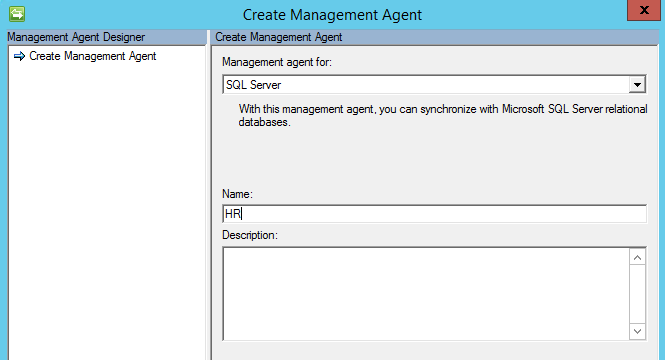 Create Management Agent
x
Management Agent Designer
Create Management Agent
Create Management Agent
Management agent for:
SQL Server
With this management agent, you can synchronize with Microsoft SQL Server relational
databases.
Name:
HR
Description: